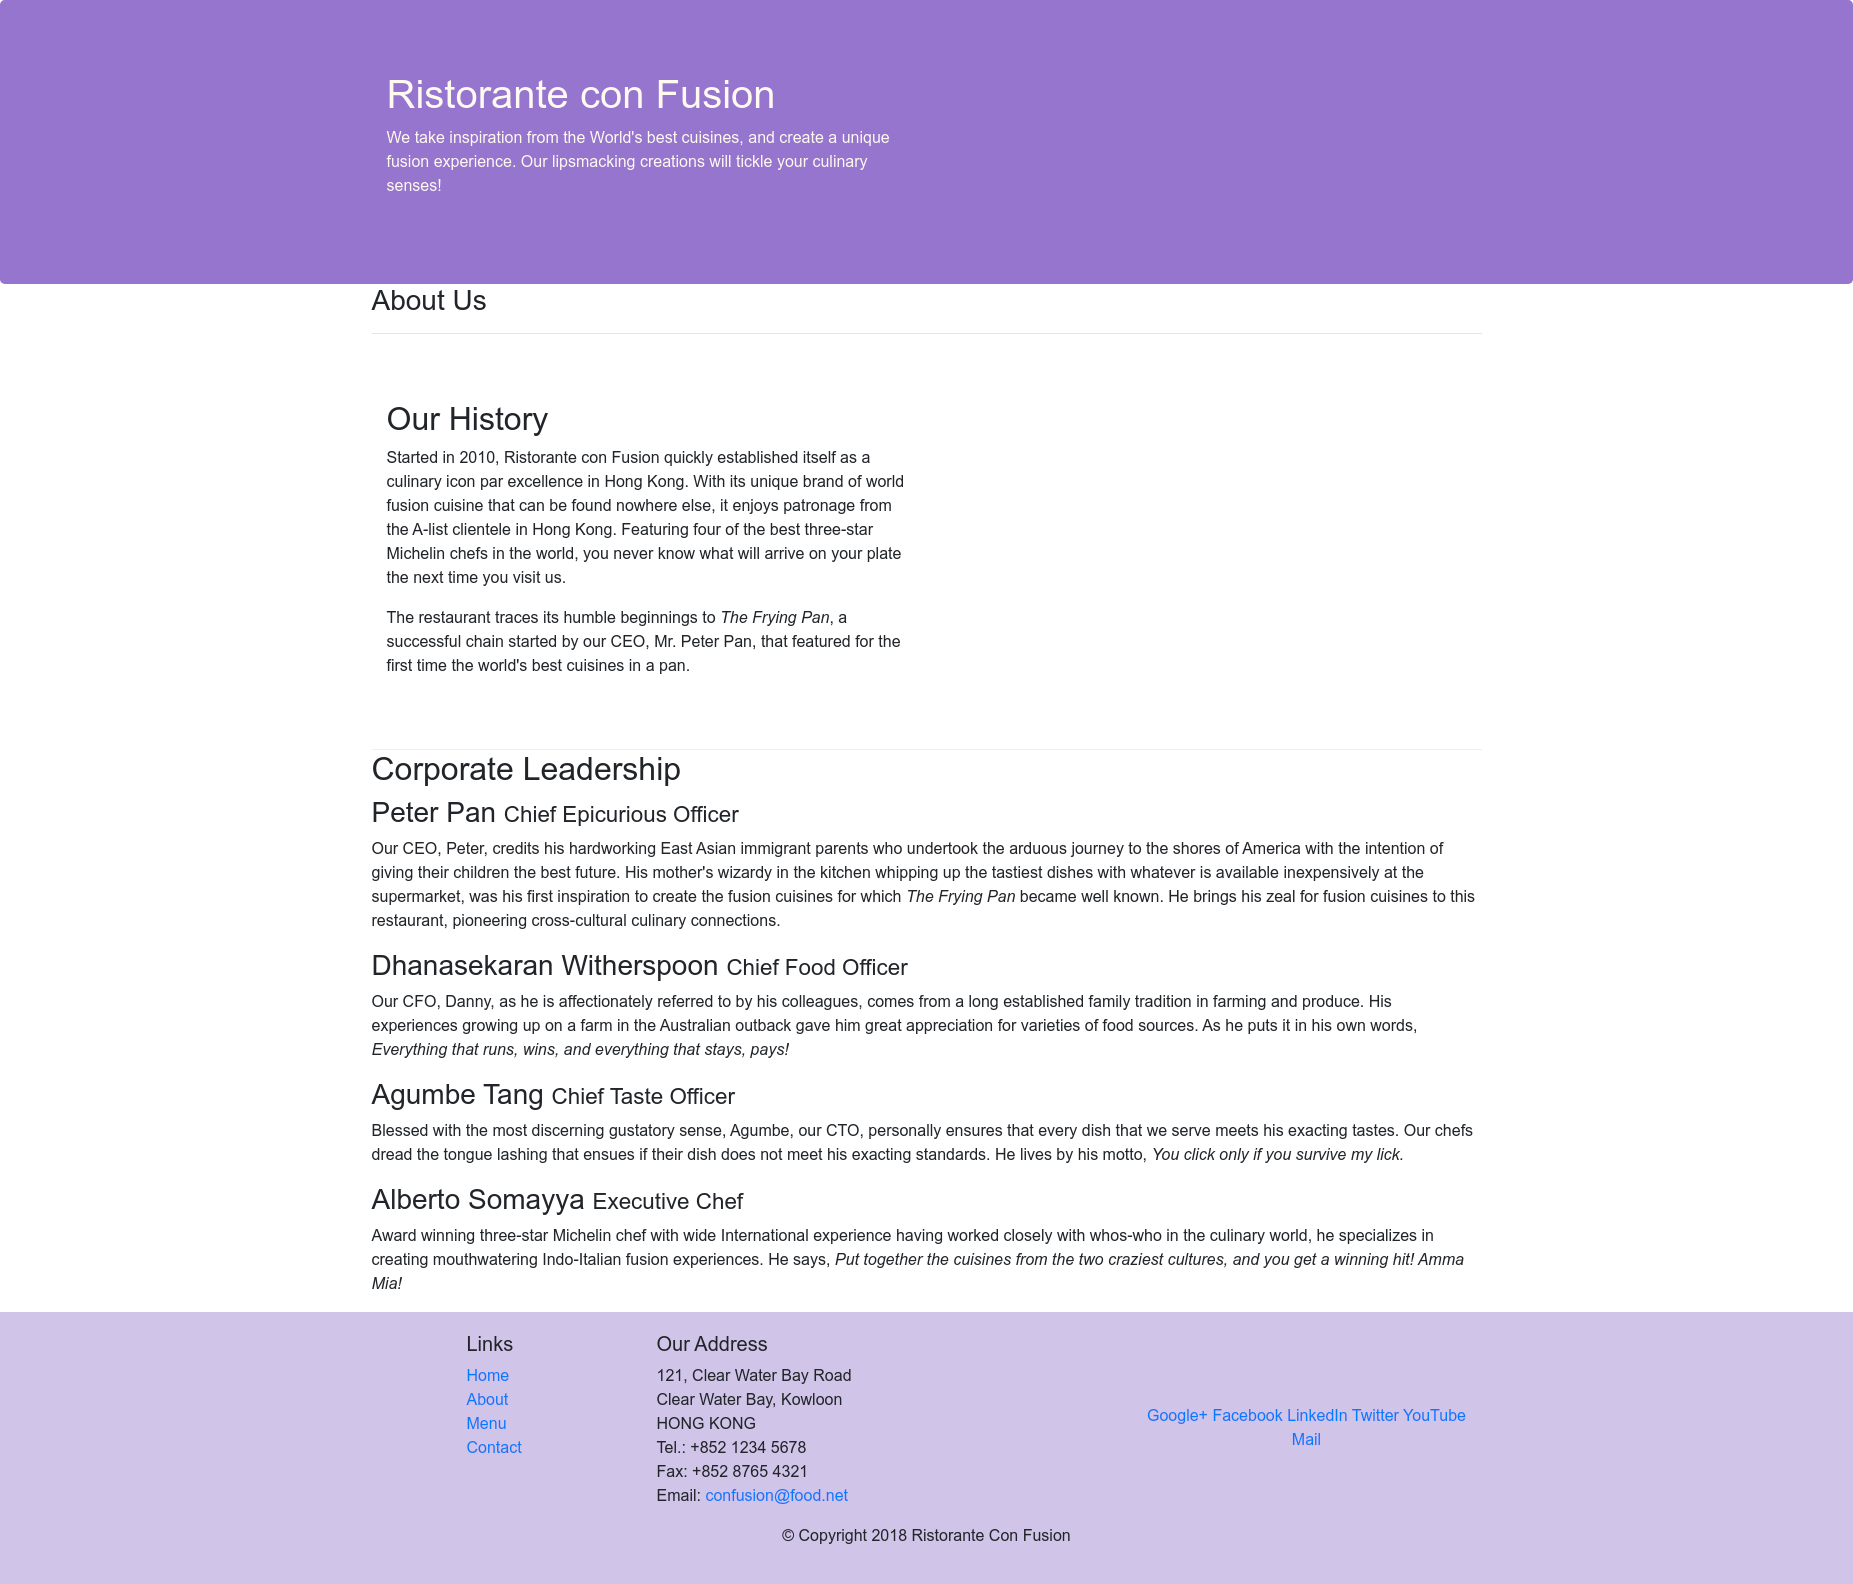 Ristorante con Fusion
We take inspiration from the World's best cuisines, and create a unique
fusion experience. Our lipsmacking creations will tickle your culinary
senses!
About Us
Our History
Started in 2010, Ristorante con Fusion quickly established itself as a
culinary icon par excellence in Hong Kong. With its unique brand of world
fusion cuisine that can be found nowhere else, it enjoys patronage from
the A-list clientele in Hong Kong. Featuring four of the best three-star
Michelin chefs in the world, you never know what will arrive on your plate
the next time you visit us.
The restaurant traces its humble beginnings to The Frying Pan, a
successful chain started by our CEO, Mr. Peter Pan, that featured for the
first time the world's best cuisines in a pan.
Corporate Leadership
Peter Pan Chief Epicurious Officer
Our CEO, Peter, credits his hardworking East Asian immigrant parents who undertook the arduous journey to the shores of America with the intention of
giving their children the best future. His mother's wizardy in the kitchen whipping up the tastiest dishes with whatever is available inexpensively at the
supermarket, was his first inspiration to create the fusion cuisines for which The Frying Pan became well known. He brings his zeal for fusion cuisines to this
restaurant, pioneering cross-cultural culinary connections.
Dhanasekaran Witherspoon Chief Food Officer
Our CFO, Danny, as he is affectionately referred to by his colleagues, comes from a long established family tradition in farming and produce. His
experiences growing up on a farm in the Australian outback gave him great appreciation for varieties of food sources. As he puts it in his own words,
Everything that runs, wins, and everything that stays, pays!
Agumbe Tang Chief Taste Officer
Blessed with the most discerning gustatory sense, Agumbe, our CTO, personally ensures that every dish that we serve meets his exacting tastes. Our chefs
dread the tongue lashing that ensues if their dish does not meet his exacting standards. He lives by his motto, You click only if you survive my lick.
Alberto Somayya Executive Chef
Award winning three-star Michelin chef with wide International experience having worked closely with whos-who in the culinary world, he specializes in
creating mouthwatering Indo-Italian fusion experiences. He says, Put together the cuisines from the two craziest cultures, and you get a winning hit! Amma
Mia!
Links
Home
About
Menu
Contact
Our Address
121, Clear Water Bay Road
Clear Water Bay, Kowloon
HONG KONG
Tel.: +852 1234 5678
Fax: +852 8765 4321
Email: confusion@food.net
Google+ Facebook LinkedIn Twitter YouTube
Mail
© Copyright 2018 Ristorante Con Fusion